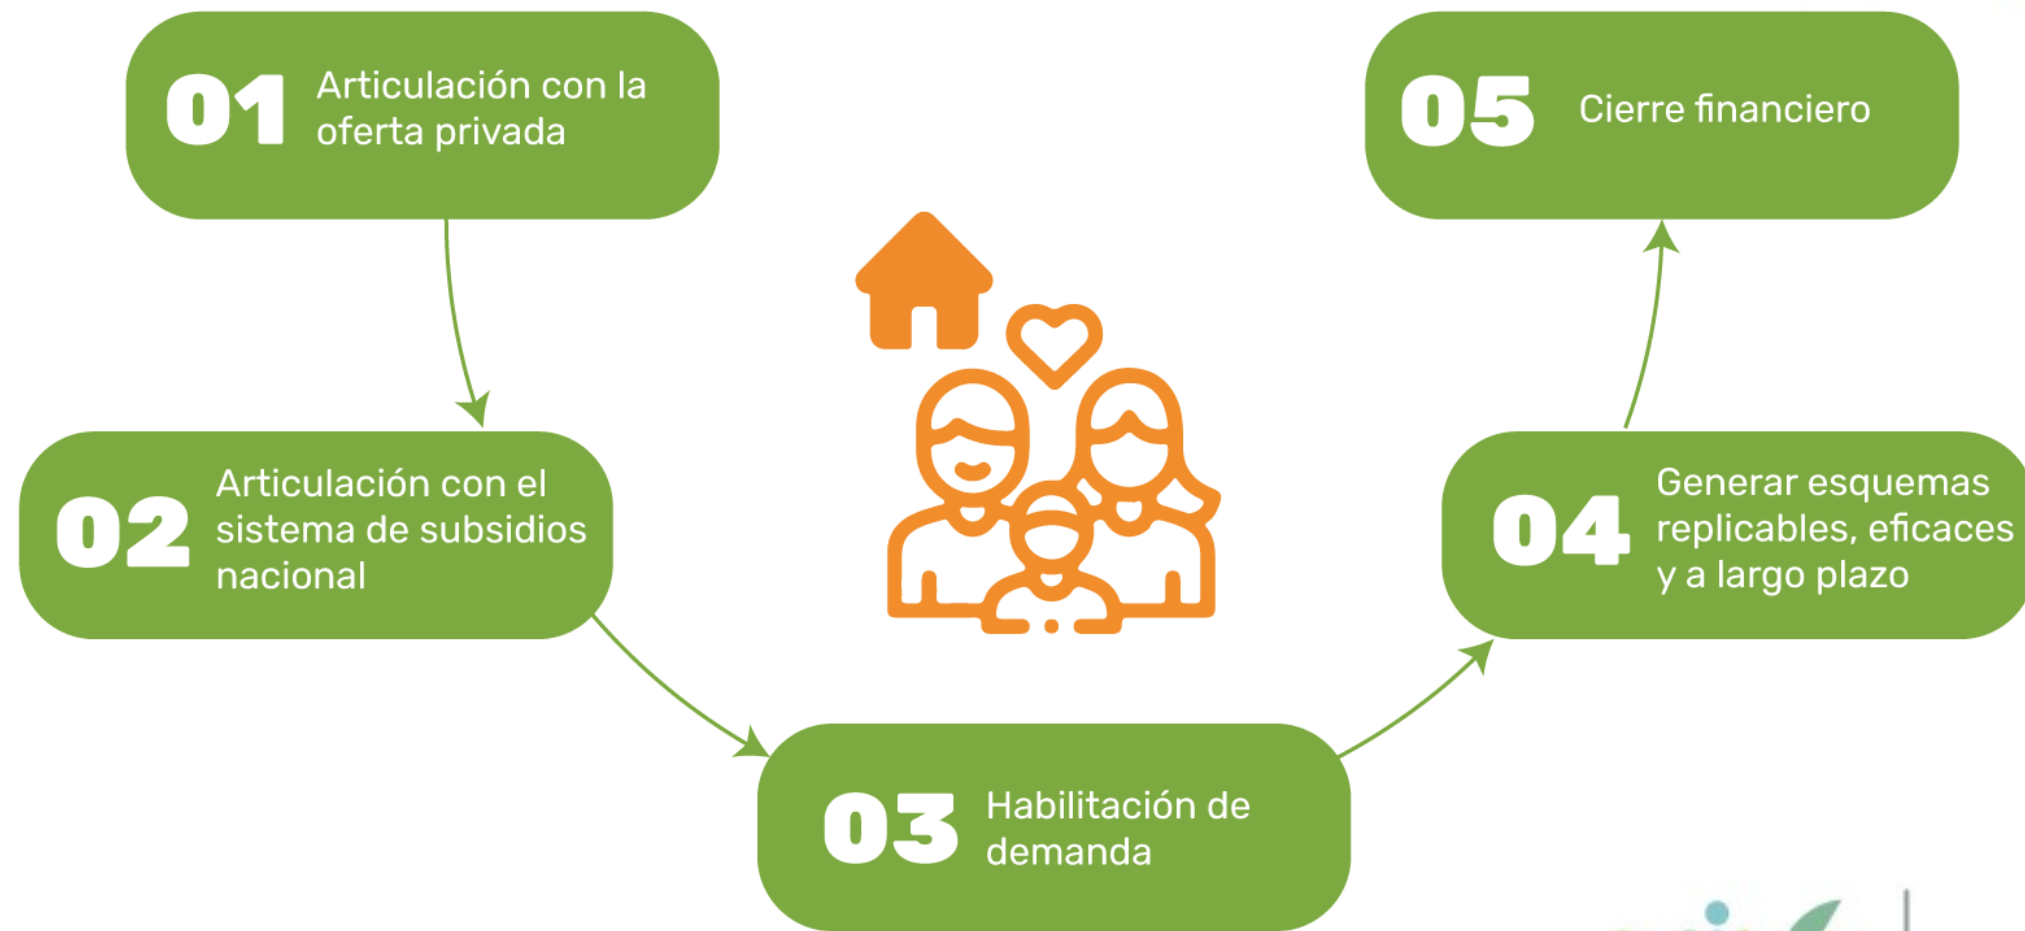 01
Articulación con la
oferta privada
02
Articulación con el
sistema de subsidios
nacional
03
Habilitación de
demanda
04
Generar esquemas
replicables, eficaces
y a largo plazo
05
Cierre financiero